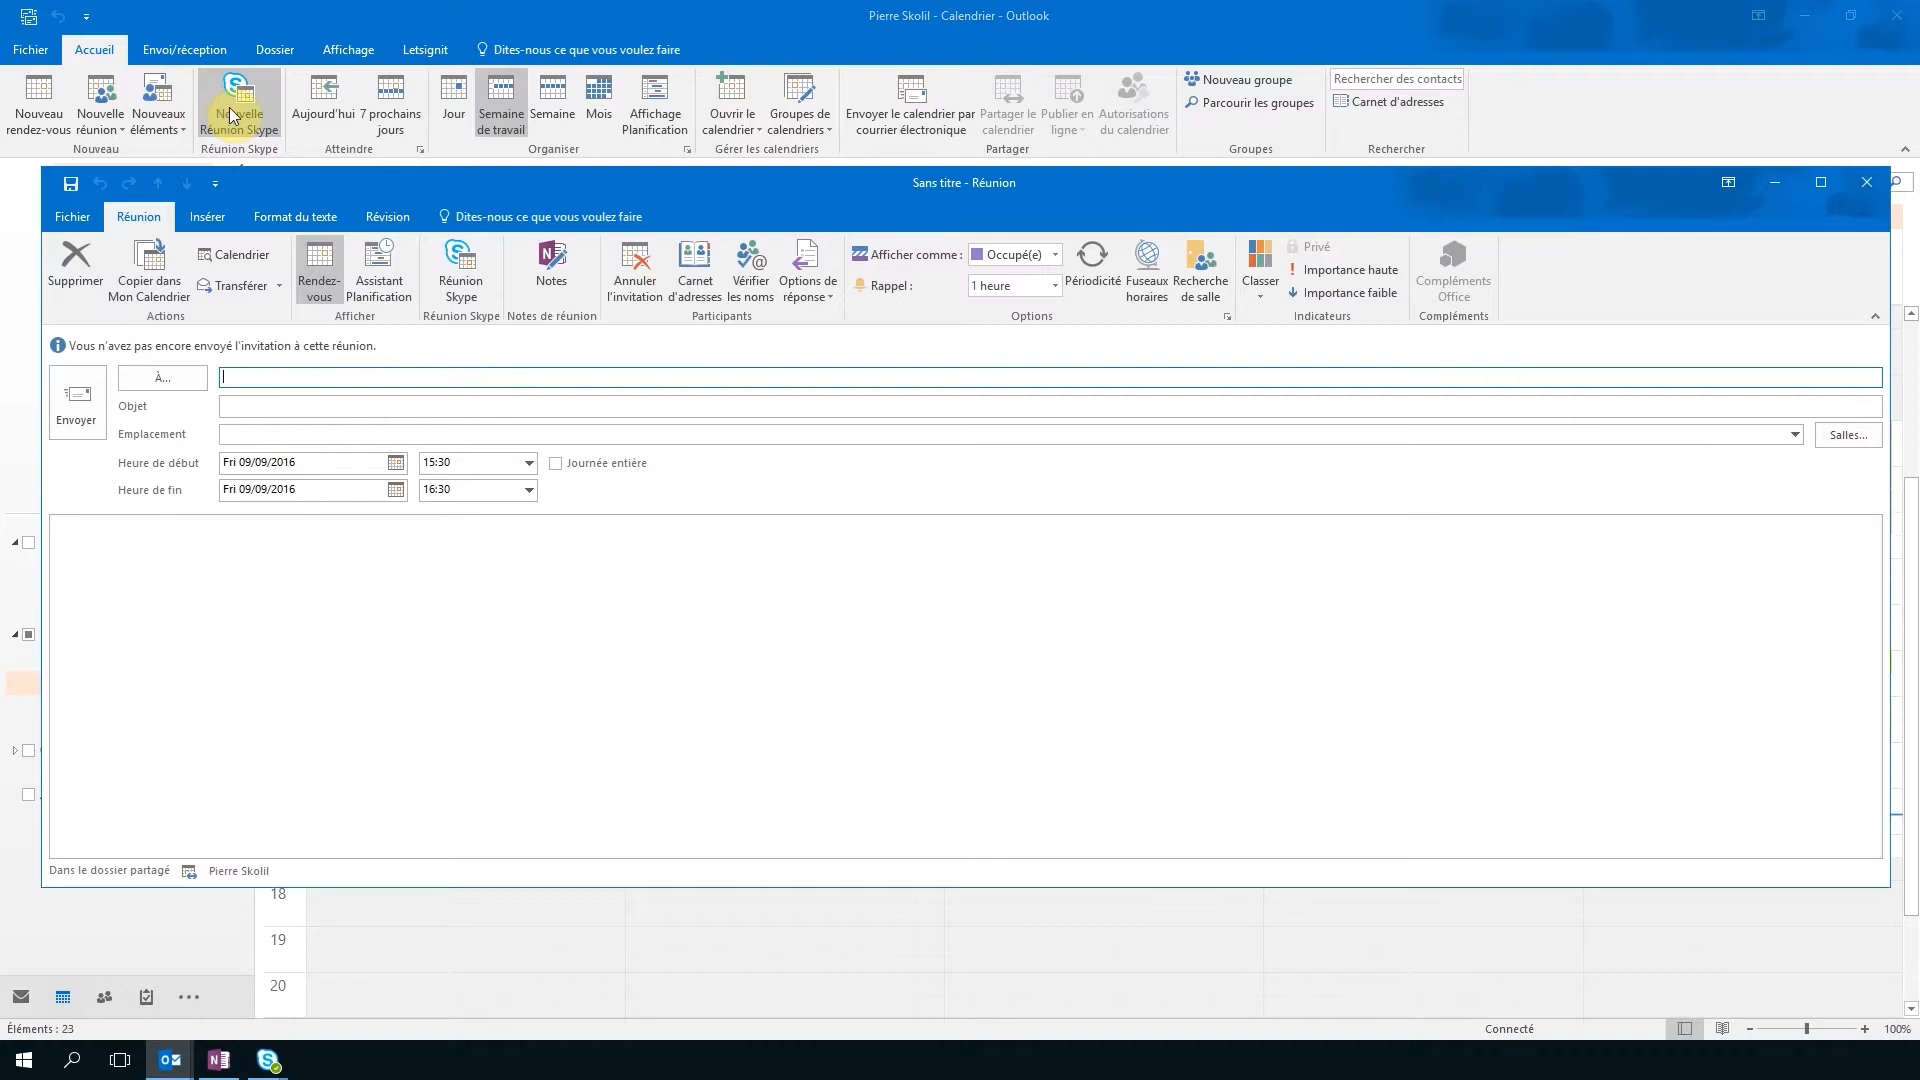 Pierre Skolil - Calendrier - Outlook
Fichier Accueil Envoi/réception Dossier Affichage Letsignit Dites-nous ce que vous voulez faire
Nouveau rendez-vous
Nouvelle réunion
Nouveaux éléments
Nouvelle Réunion Skype
Aujourd'hui
7 prochains jours
Jour
Semaine de travail
Semaine
Mois
Affichage Planification
Ouvrir le calendrier
Groupes de calendriers
Envoyer le calendrier par courrier électronique
Partager le calendrier
Publier en ligne
Autorisations du calendrier
Nouveau groupe
Parcourir les groupes
Rechercher des contacts
Carnet d'adresses
Nouveau Réunion Skype Atteindre Organiser Gérer les calendriers Partager Groupes Rechercher
Sans titre - Réunion
Fichier Réunion Insérer Format du texte Révision Dites-nous ce que vous voulez faire
Supprimer
Copier dans Mon Calendrier
Calendrier
Transférer
Rendez-vous
Assistant Planification
Réunion Skype
Notes
Annuler l'invitation
Carnet d'adresses
Vérifier les noms
Options de réponse
Afficher comme : Occupé(e)
Rappel : 1 heure
Périodicité
Fuseaux horaires
Recherche de salle
Classer
Privé
Importance haute
Importance faible
Compléments Office
Actions Afficher Réunion Skype Notes de réunion Participants Options Indicateurs Compléments
Vous n'avez pas encore envoyé l'invitation à cette réunion.
Envoyer
À...
Objet
Emplacement Salles...
Heure de début Fri 09/09/2016 15:30 Journée entière
Heure de fin Fri 09/09/2016 16:30
Dans le dossier partagé Pierre Skolil
18
19
20
Éléments : 23 Connecté 100%